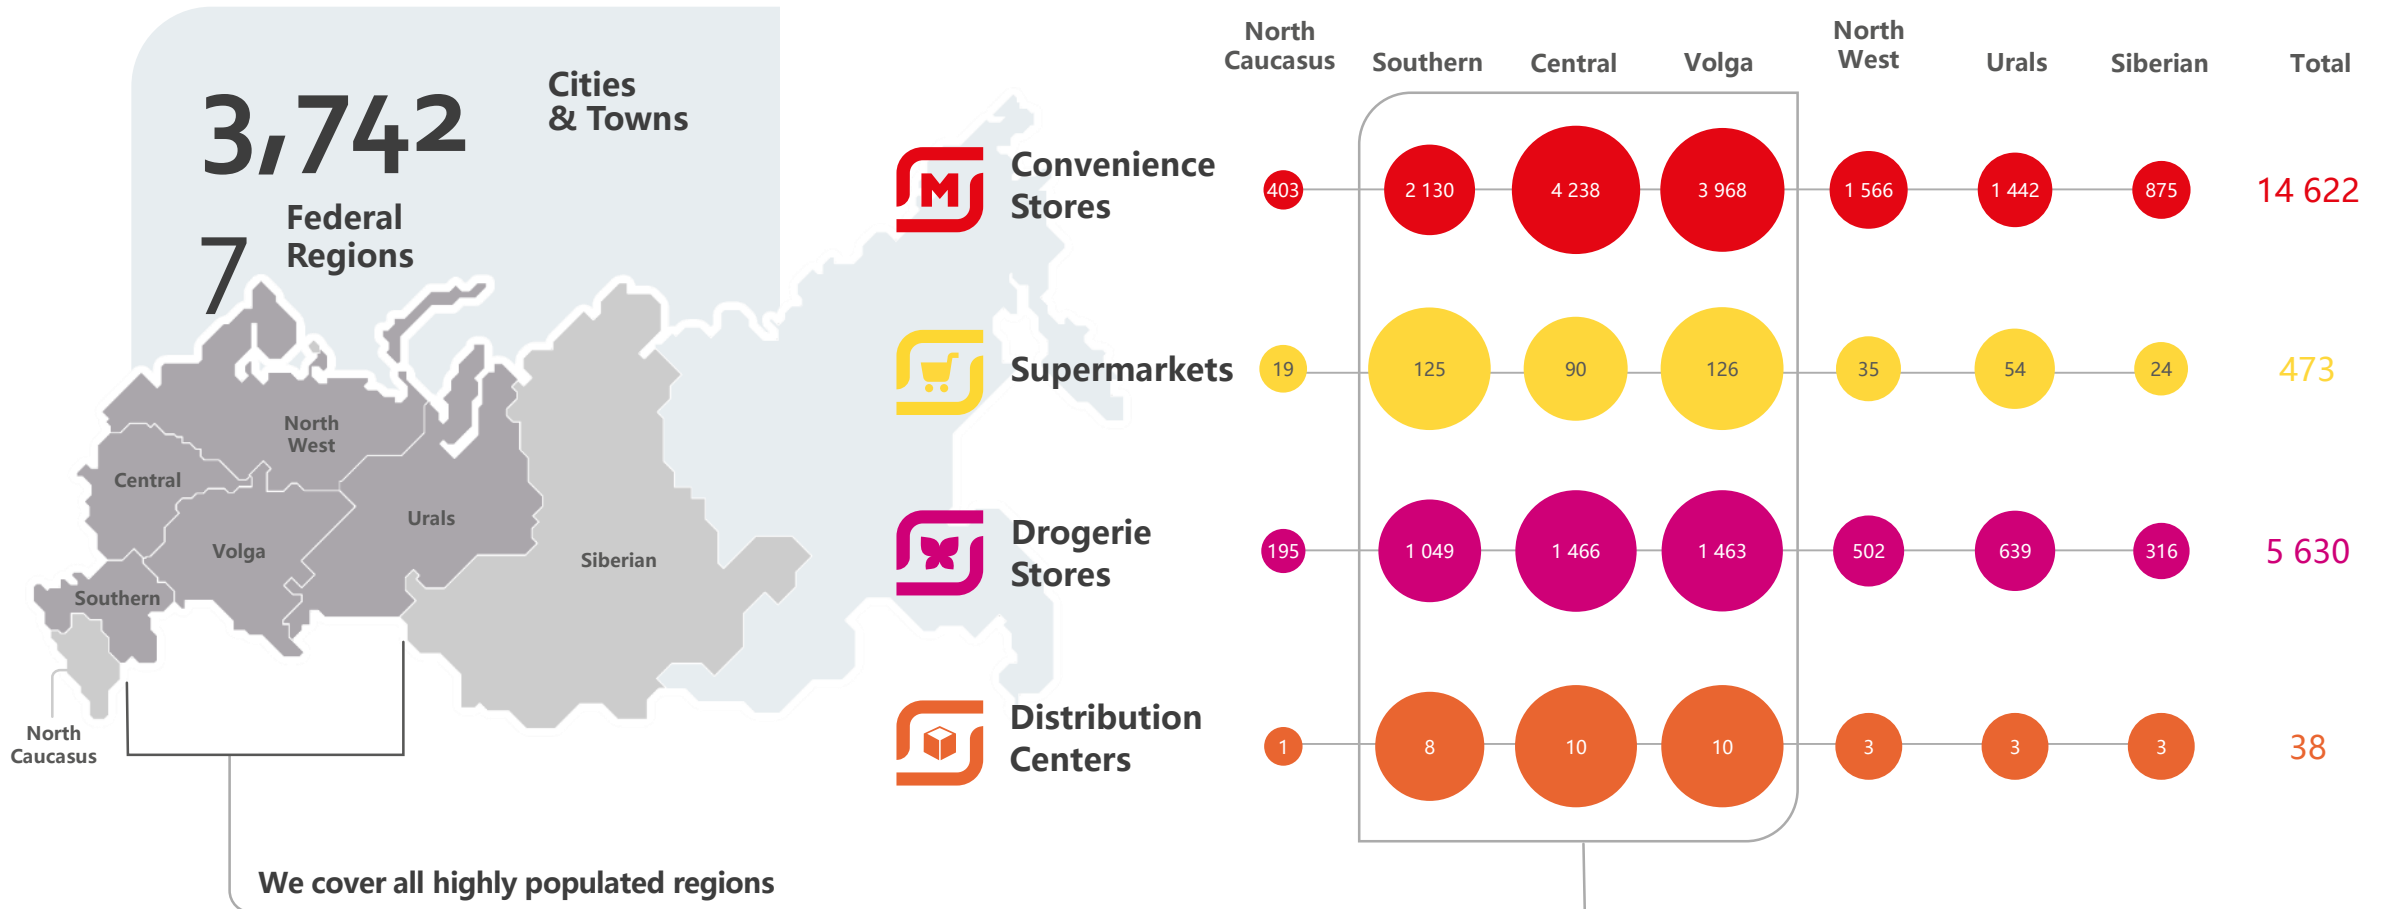 3,742
Cities
& Towns
7
Federal
Regions
North
West
Central
Urals
Volga
Siberian
Southern
North
Caucasus
We cover all highly populated regions
North
Caucasus
Southern
Central
Volga
North
West
Urals
Siberian
Total
M
Convenience
Stores
403
2 130
4 238
3 968
1 566
1 442
875
14 622
Supermarkets
19
125
90
126
35
54
24
473
Drogerie
Stores
195
1 049
1 466
1 463
502
639
316
5 630
Distribution
Centers
1
8
10
10
3
3
3
38